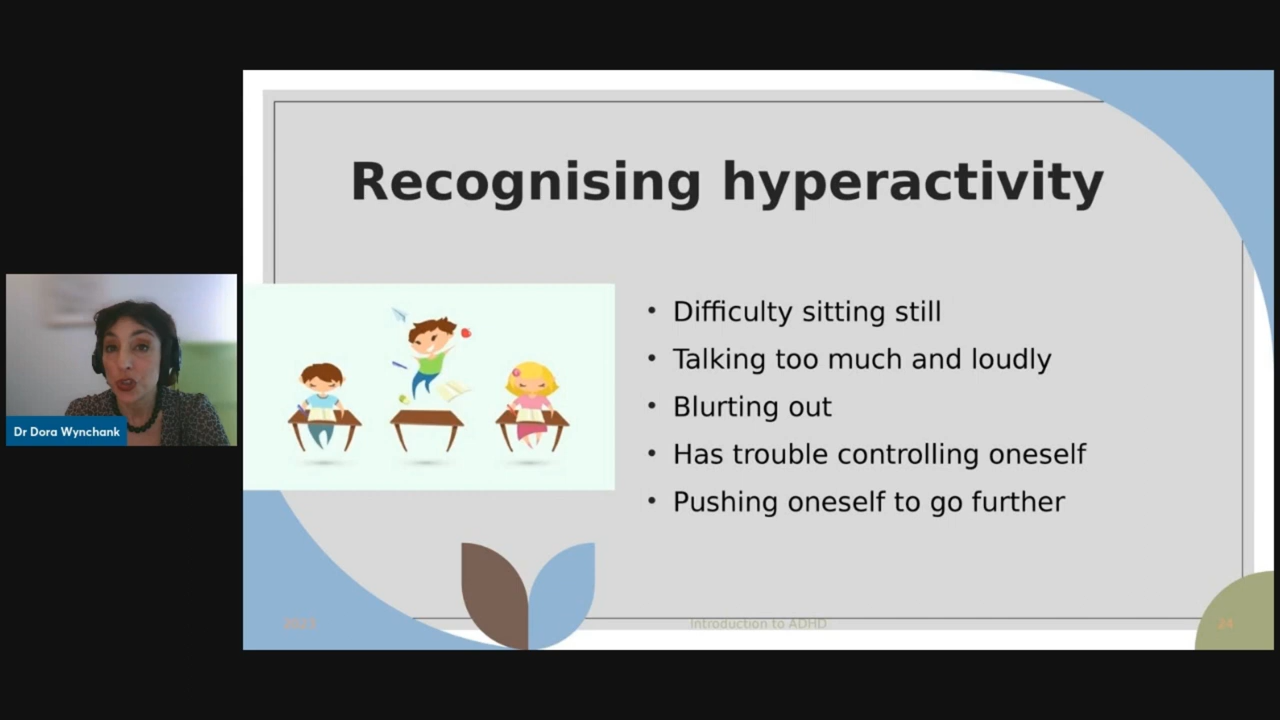 Recognising hyperactivity
• Difficulty sitting still
• Talking too much and loudly
• Blurting out
• Has trouble controlling oneself
• Pushing oneself to go further
Dr Dora Wynchank
Introduction to ADHD
24